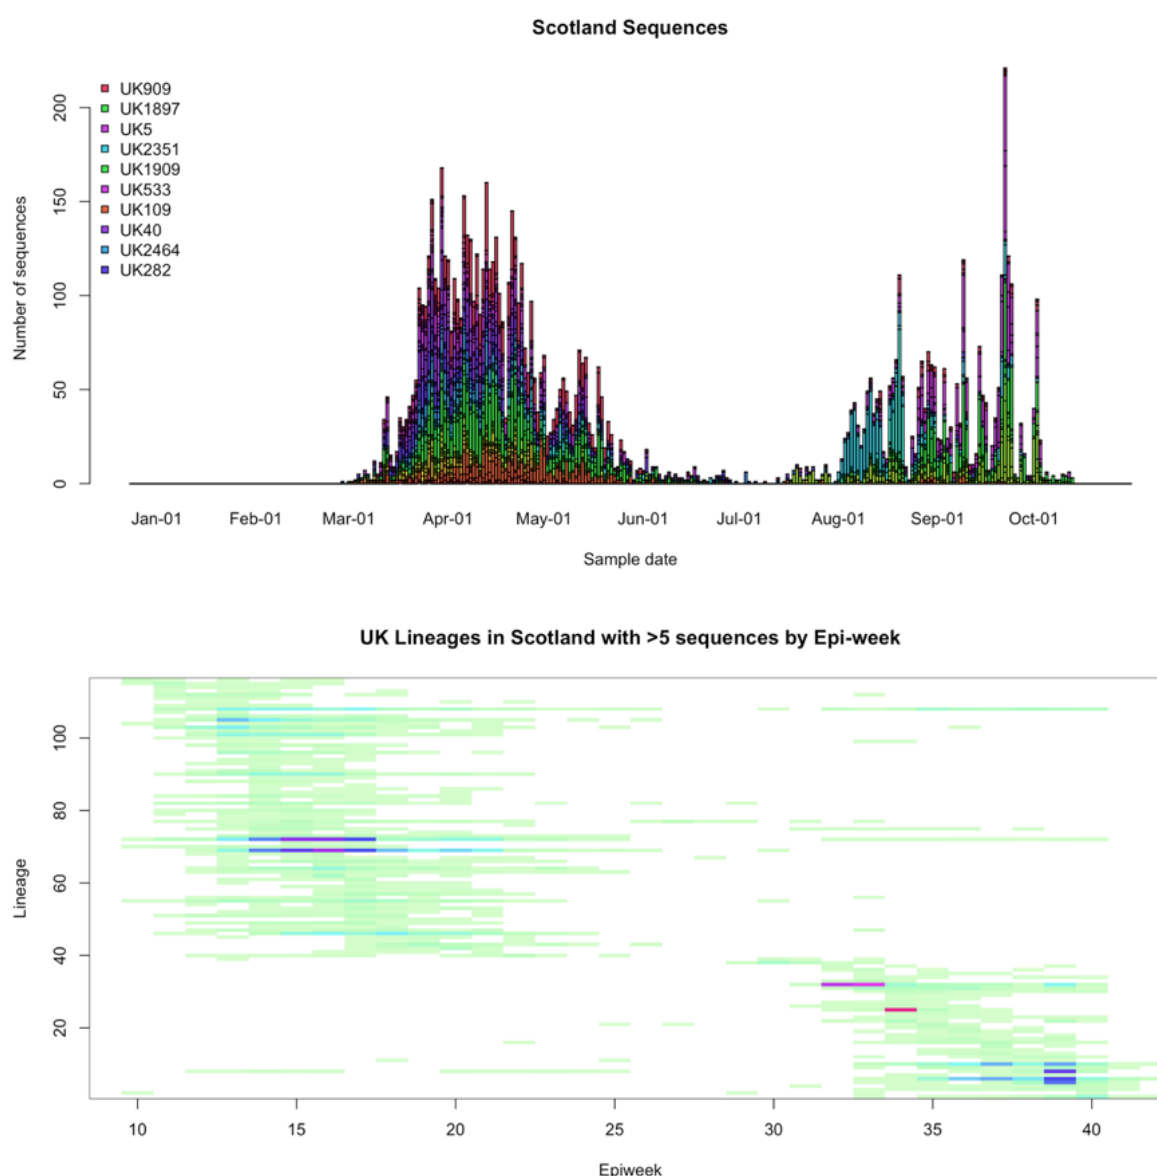 Scotland Sequences
Number of sequences
200
150
100
50
0
UK909
UK1897
UK5
UK2351
UK1909
UK533
UK109
UK40
UK2464
UK282
Jan-01 Feb-01 Mar-01 Apr-01 May-01 Jun-01 Jul-01 Aug-01 Sep-01 Oct-01
Sample date
UK Lineages in Scotland with >5 sequences by Epi-week
Lineage
100
80
60
40
20
10 15 20 25 30 35 40
Epiweek